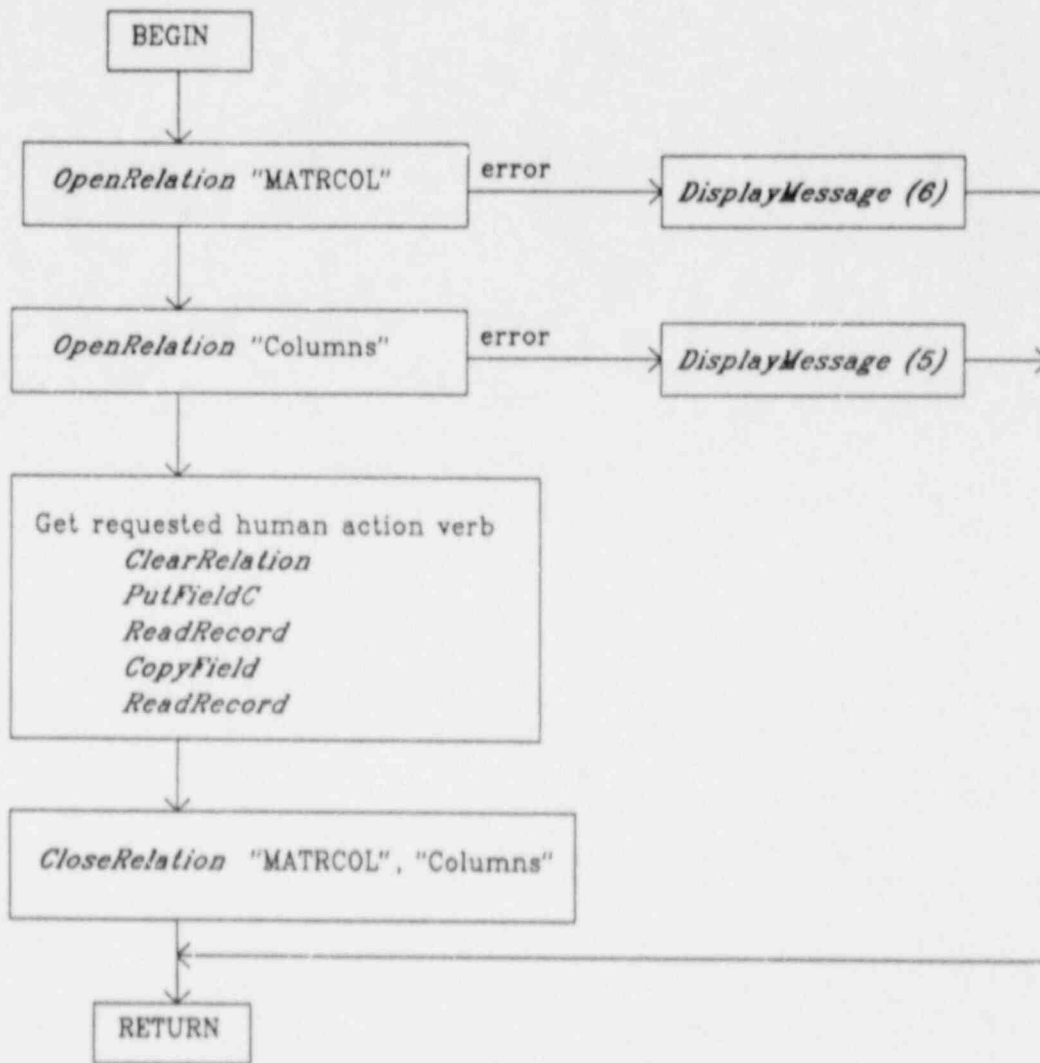 BEGIN
OpenRelation "MATRCOL"
error
DisplayMessage (6)
OpenRelation "Columns"
error
DisplayMessage (5)
Get requested human action verb
ClearRelation
PutFieldC
ReadRecord
CopyField
ReadRecord
CloseRelation "MATRCOL", "Columns"
RETURN